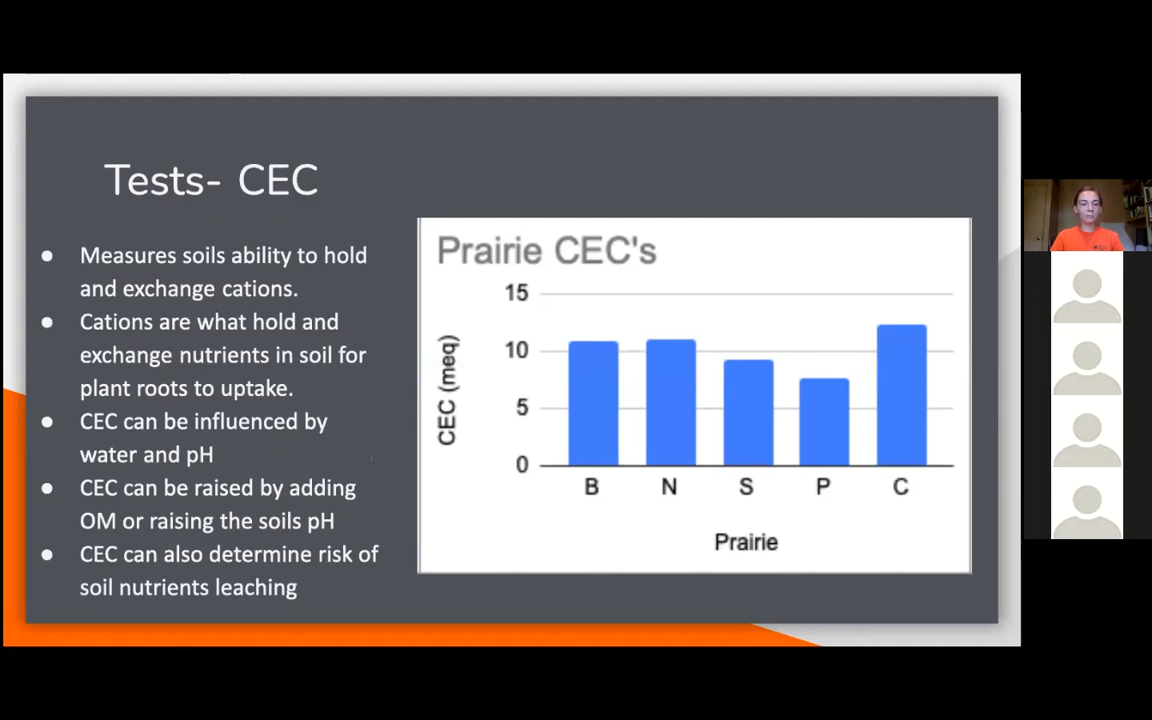 Tests- CEC
Measures soils ability to hold
and exchange cations.
Cations are what hold and
exchange nutrients in soil for
plant roots to uptake.
CEC can be influenced by
water and pH
CEC can be raised by adding
OM or raising the soils pH
CEC can also determine risk of
soil nutrients leaching
Prairie CEC's
CEC (meq)
15
10
5
0
B N S P C
Prairie